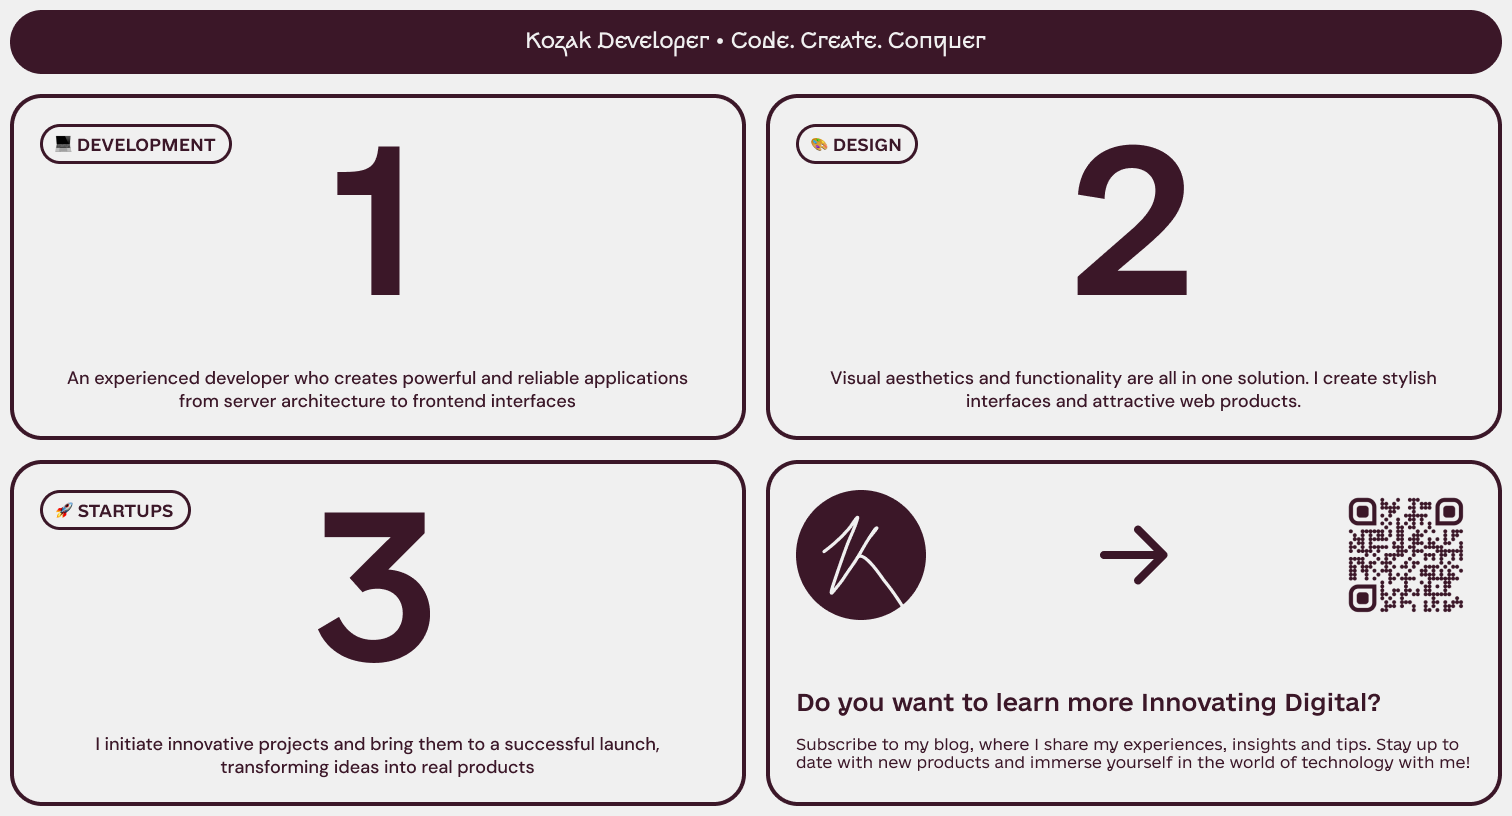 Kozak Developer • Code. Create. Conquer
💻 DEVELOPMENT
1
An experienced developer who creates powerful and reliable applications
from server architecture to frontend interfaces
🎨 DESIGN
2
Visual aesthetics and functionality are all in one solution. I create stylish
interfaces and attractive web products.
🚀 STARTUPS
3
I initiate innovative projects and bring them to a successful launch,
transforming ideas into real products
K
Do you want to learn more Innovating Digital?
Subscribe to my blog, where I share my experiences, insights and tips. Stay up to
date with new products and immerse yourself in the world of technology with me!